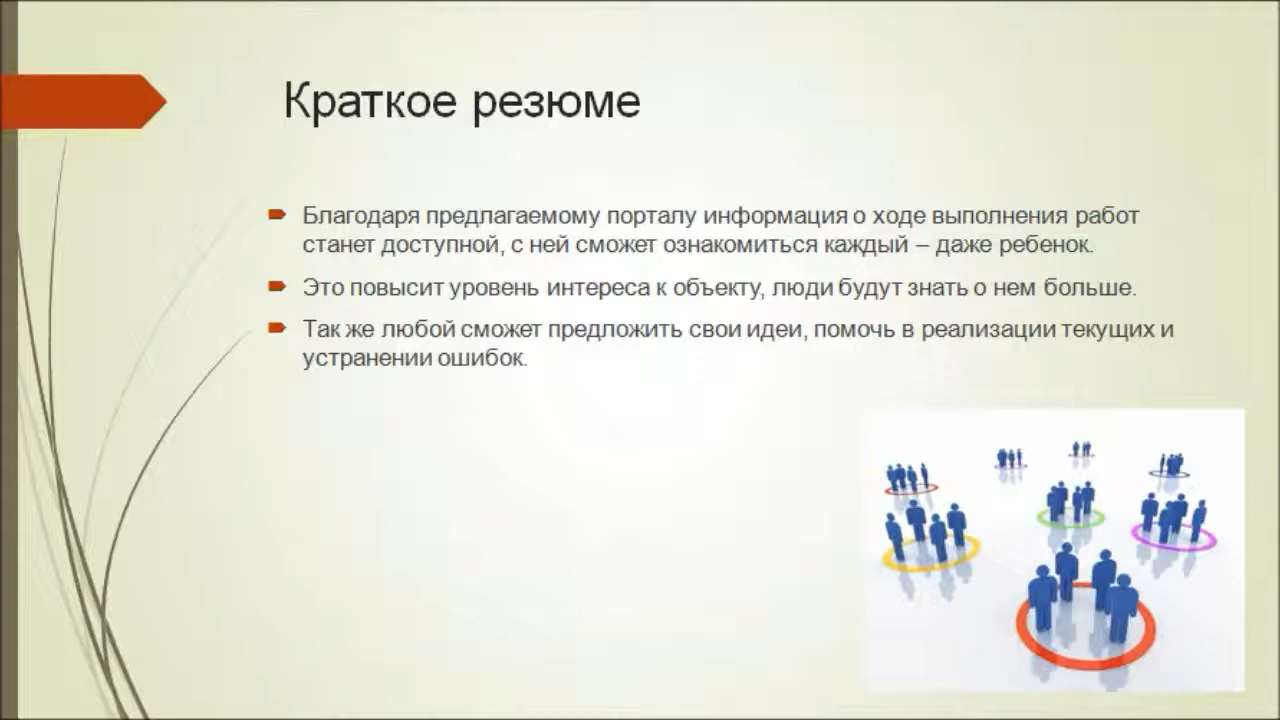 Краткое резюме
Благодаря предлагаемому порталу информация о ходе выполнения работ
станет доступной, с ней сможет ознакомиться каждый – даже ребенок.
Это повысит уровень интереса к объекту, люди будут знать о нем больше.
Так же любой сможет предложить свои идеи, помочь в реализации текущих и
устранении ошибок.